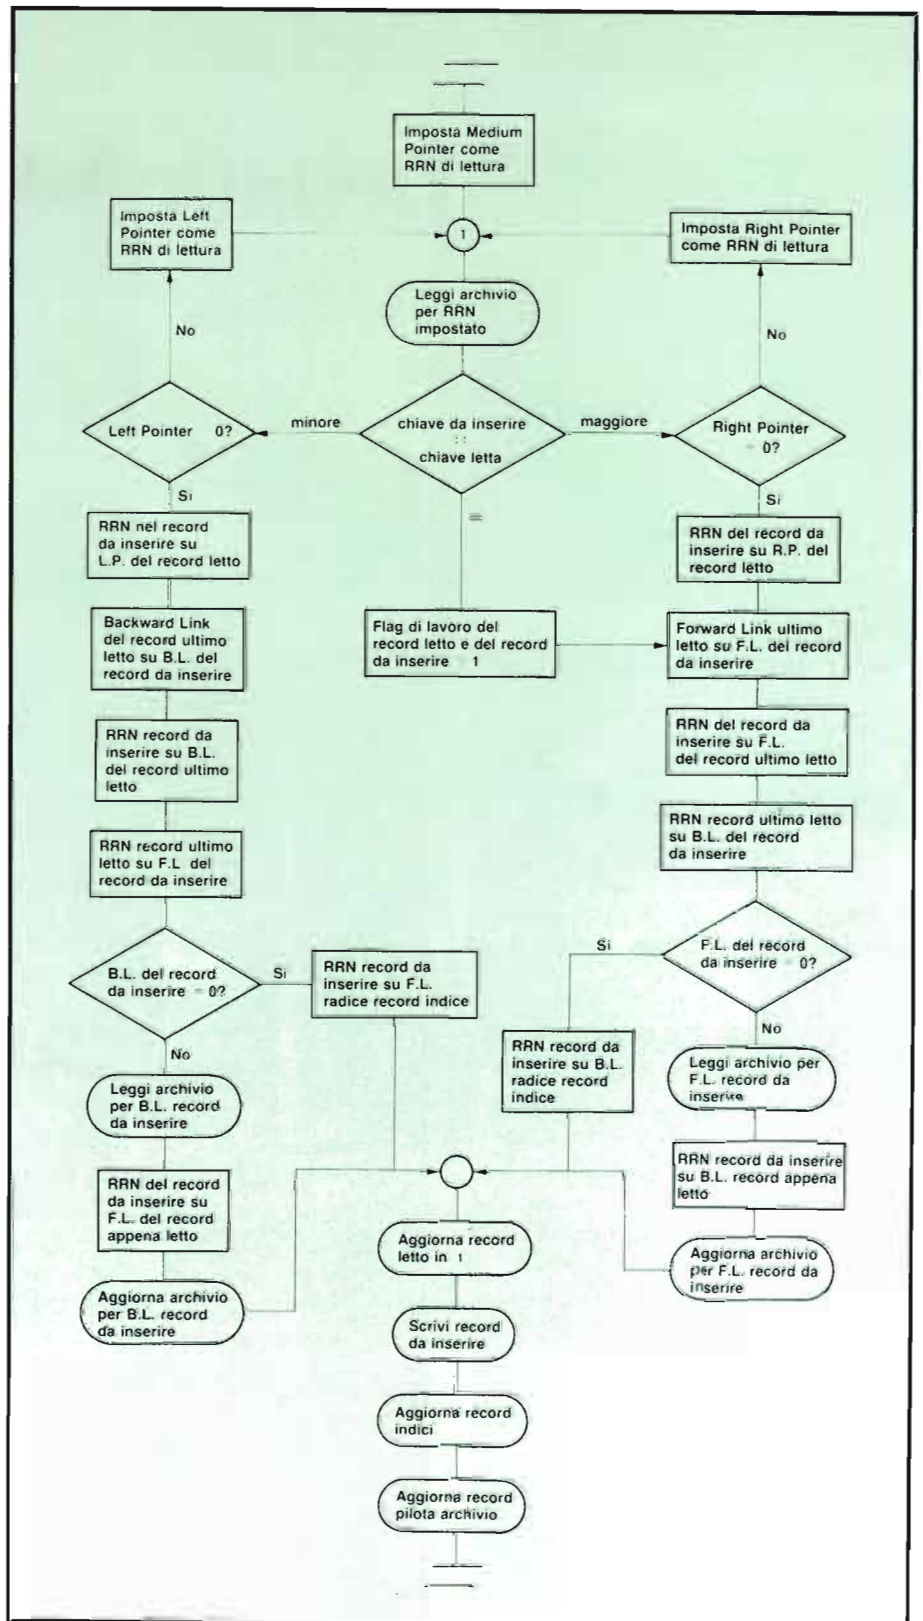 Imposta Medium
Pointer come
RRN di lettura
Imposta Left
Pointer come
RRN di lettura
1
Imposta Right Pointer
come RRN di lettura
Leggi archivio
per RRN
impostato
No
No
Left Pointer 0?
minore
chiave da inserire
::
chiave letta
maggiore
Right Pointer
= 0?
Si
=
Si
RRN nel record
da inserire su
L.P. del record letto
RRN del record da
inserire su R.P. del
record letto
Backward Link
del record ultimo
letto su B.L. del
record da inserire
Flag di lavoro del
record letto e del record
da inserire = 1
Forward Link ultimo
letto su F.L. del record
da inserire
RRN record da
inserire su B.L.
del record ultimo
letto
RRN del record da
inserire su F.L.
del record ultimo letto
RRN record ultimo
letto su F.L del
record da inserire
RRN record ultimo letto
su B.L. del record
da inserire
B.L. del record
da inserire = 0?
Si
RRN record da
inserire su F.L.
radice record indice
Si
F.L. del record
da inserire = 0?
No
No
Leggi archivio
per B.L. record
da inserire
RRN record da
inserire su B.L.
radice record
indice
Leggi archivio per
F.L. record da
inserire
RRN del record
da inserire su
F.L. del record
appena letto
RRN record da inserire
su B.L. record appena
letto
Aggiorna record
letto in 1
Aggiorna archivio
per B.L. record
da inserire
Aggiorna archivio
per F.L. record da
inserire
Scrivi record
da inserire
Aggiorna record
indici
Aggiorna record
pilota archivio